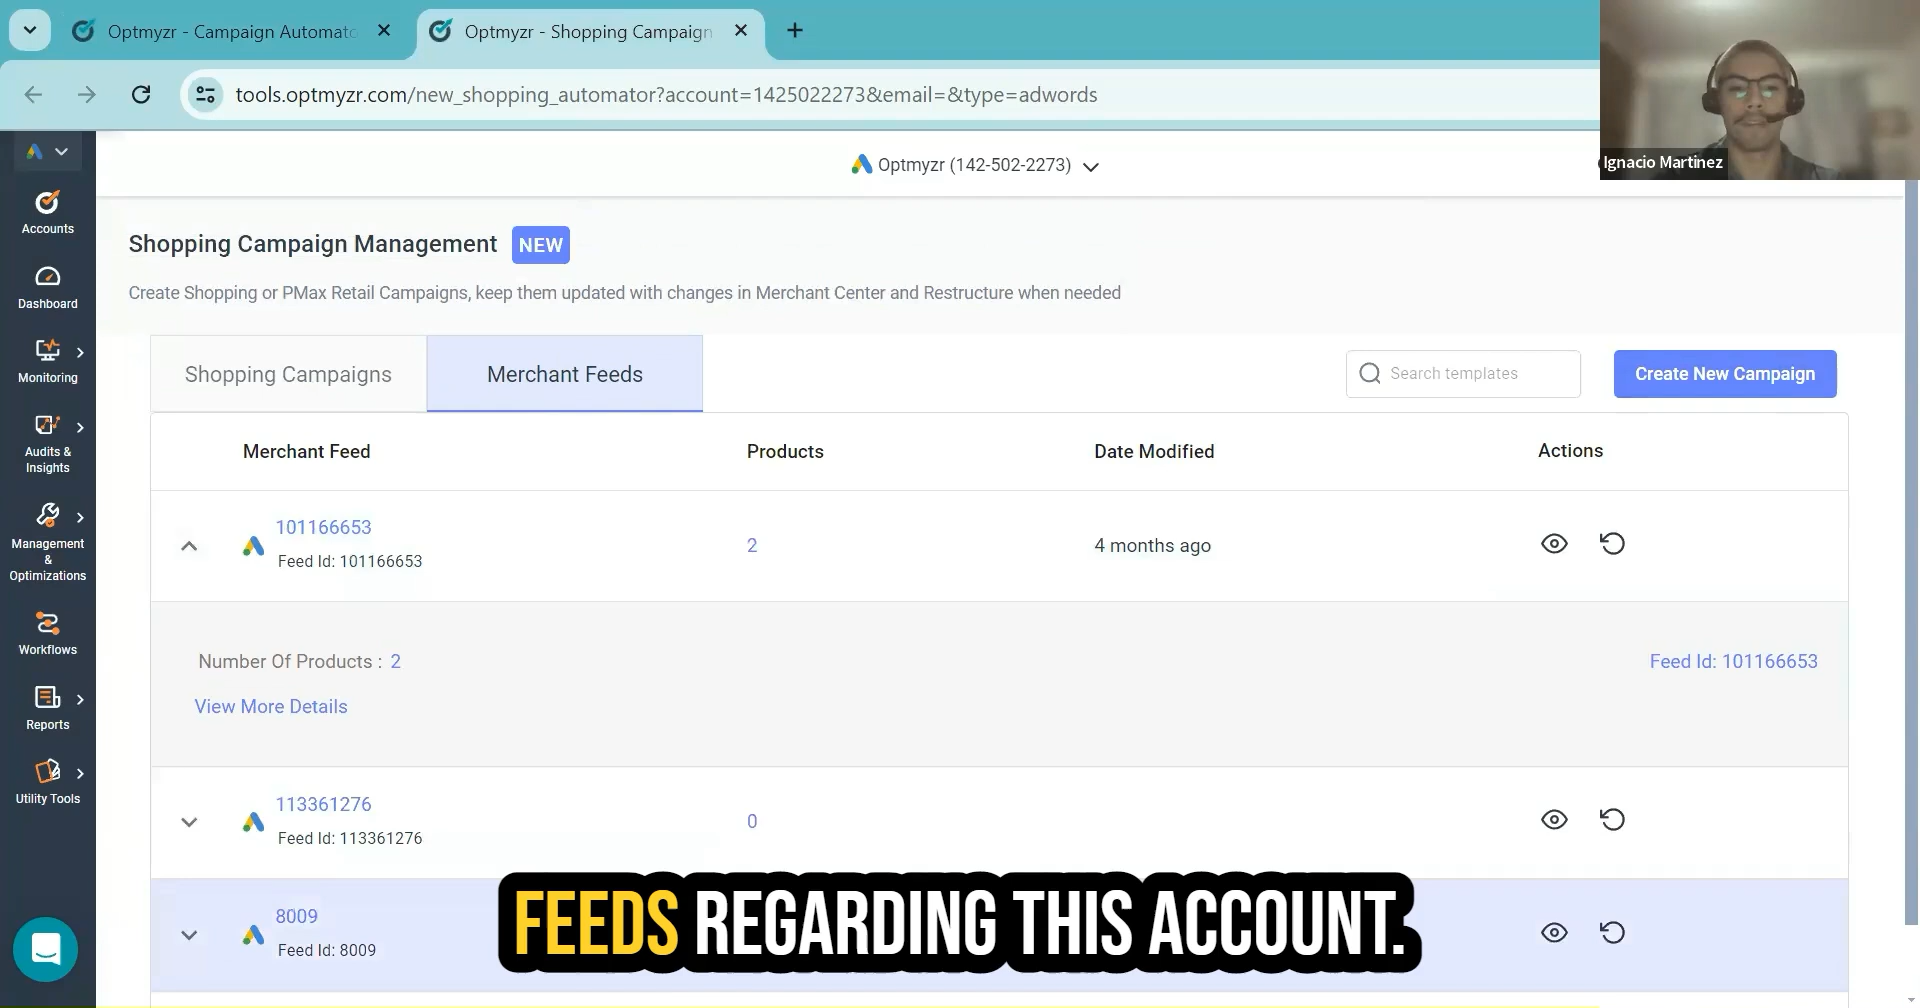 Optmyzr - Campaign Automato
Optmyzr - Shopping Campaign
tools.optmyzr.com/new_shopping_automator?account=1425022273&email=&type=adwords
Ignacio Martinez
Optmyzr (142-502-2273)
Accounts
Dashboard
Monitoring
Audits &
Insights
Management
&
Optimizations
Workflows
Reports
Utility Tools
Shopping Campaign Management NEW
Create Shopping or PMax Retail Campaigns, keep them updated with changes in Merchant Center and Restructure when needed
Shopping Campaigns Merchant Feeds Search templates Create New Campaign
Merchant Feed Products Date Modified Actions
101166653
Feed Id: 101166653
2
4 months ago
Number Of Products : 2
Feed Id: 101166653
View More Details
113361276
Feed Id: 113361276
0
8009
Feed Id: 8009
FEEDS REGARDING THIS ACCOUNT.